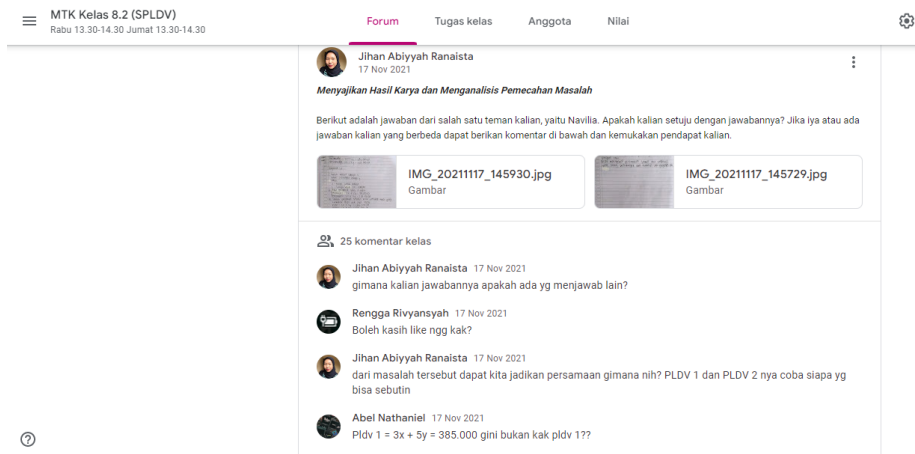 MTK Kelas 8.2 (SPLDV)
Rabu 13.30-14.30 Jumat 13.30-14.30
Forum
Tugas kelas
Anggota
Nilai
Jihan Abiyyah Ranaista
17 Nov 2021
Menyajikan Hasil Karya dan Menganalisis Pemecahan Masalah
Berikut adalah jawaban dari salah satu teman kalian, yaitu Navilia. Apakah kalian setuju dengan jawabannya? Jika iya atau ada
jawaban kalian yang berbeda dapat berikan komentar di bawah dan kemukakan pendapat kalian.
IMG_20211117_145930.jpg
Gambar
IMG_20211117_145729.jpg
Gambar
25 komentar kelas
Jihan Abiyyah Ranaista 17 Nov 2021
gimana kalian jawabannya apakah ada yg menjawab lain?
Rengga Rivyansyah 17 Nov 2021
Boleh kasih like ngg kak?
Jihan Abiyyah Ranaista 17 Nov 2021
dari masalah tersebut dapat kita jadikan persamaan gimana nih? PLDV 1 dan PLDV 2 nya coba siapa yg
bisa sebutin
Abel Nathaniel 17 Nov 2021
Pldv 1 = 3x + 5y = 385.000 gini bukan kak pldv 1??